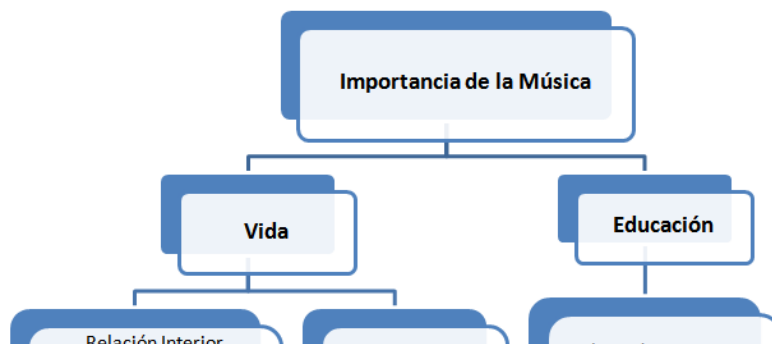 Importancia de la Música
Vida
Educación
Relación Interior